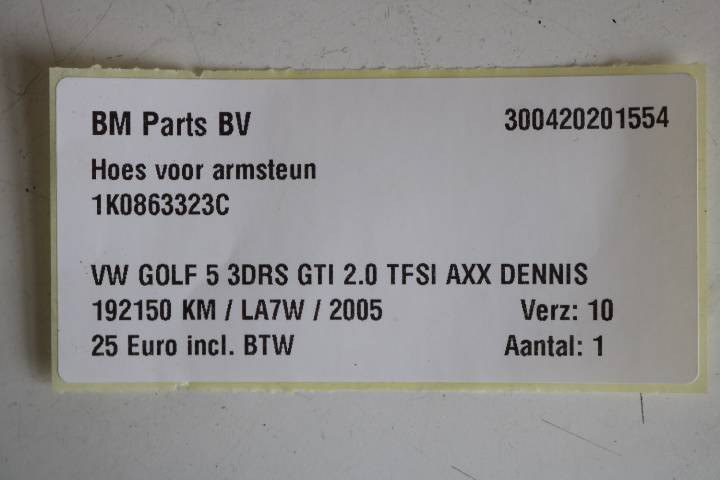 BM Parts BV 300420201554
Hoes voor armsteun
1K0863323C
VW GOLF 5 3DRS GTI 2.0 TFSI AXX DENNIS
192150 KM / LA7W / 2005 Verz: 10
25 Euro incl. BTW Aantal: 1